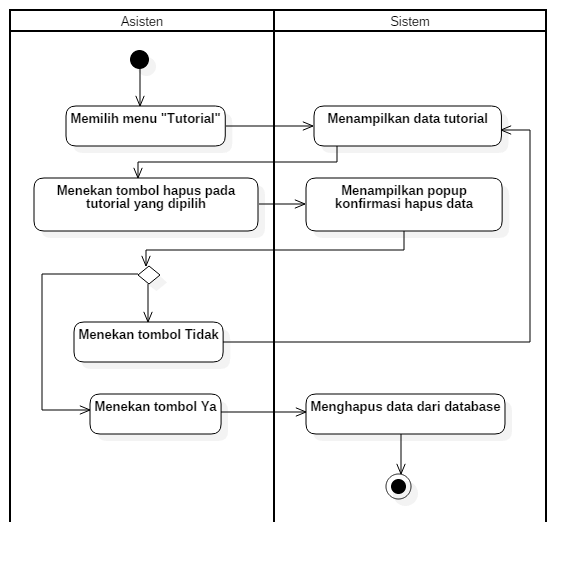 Asisten
Sistem
Memilih menu "Tutorial"
Menampilkan data tutorial
Menekan tombol hapus pada
tutorial yang dipilih
Menampilkan popup
konfirmasi hapus data
Menekan tombol Tidak
Menekan tombol Ya
Menghapus data dari database